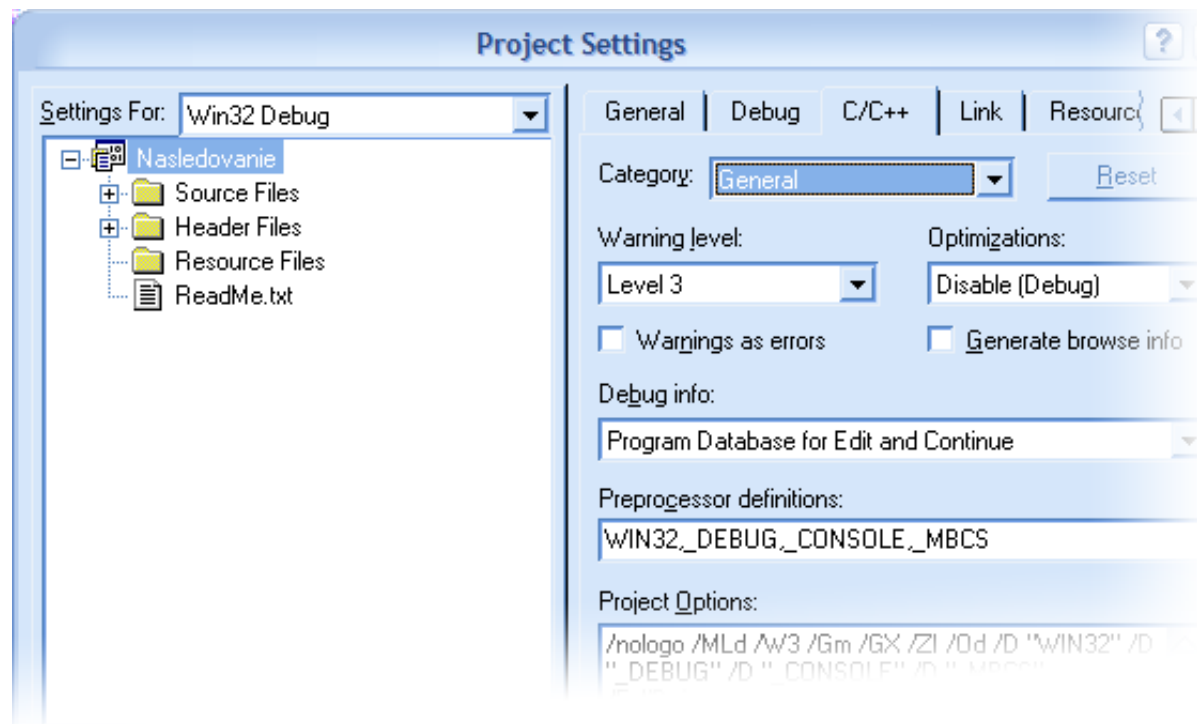 Project Settings
?
Settings For:
Win32 Debug
Nasledovanie
Source Files
Header Files
Resource Files
ReadMe.txt
General
Debug
C/C++
Link
Category:
General
Reset
Warning level:
Optimizations:
Level 3
Disable (Debug)
Warnings as errors
Generate browse info
Debug info:
Program Database for Edit and Continue
Preprocessor definitions:
WIN32,_DEBUG,_CONSOLE,_MBCS
Project Options:
/nologo /MLd /W3 /Gm /GX /ZI /Od /D "WIN32" /D
"_DEBUG" /D "_CONSOLE" /D "_MBCS"